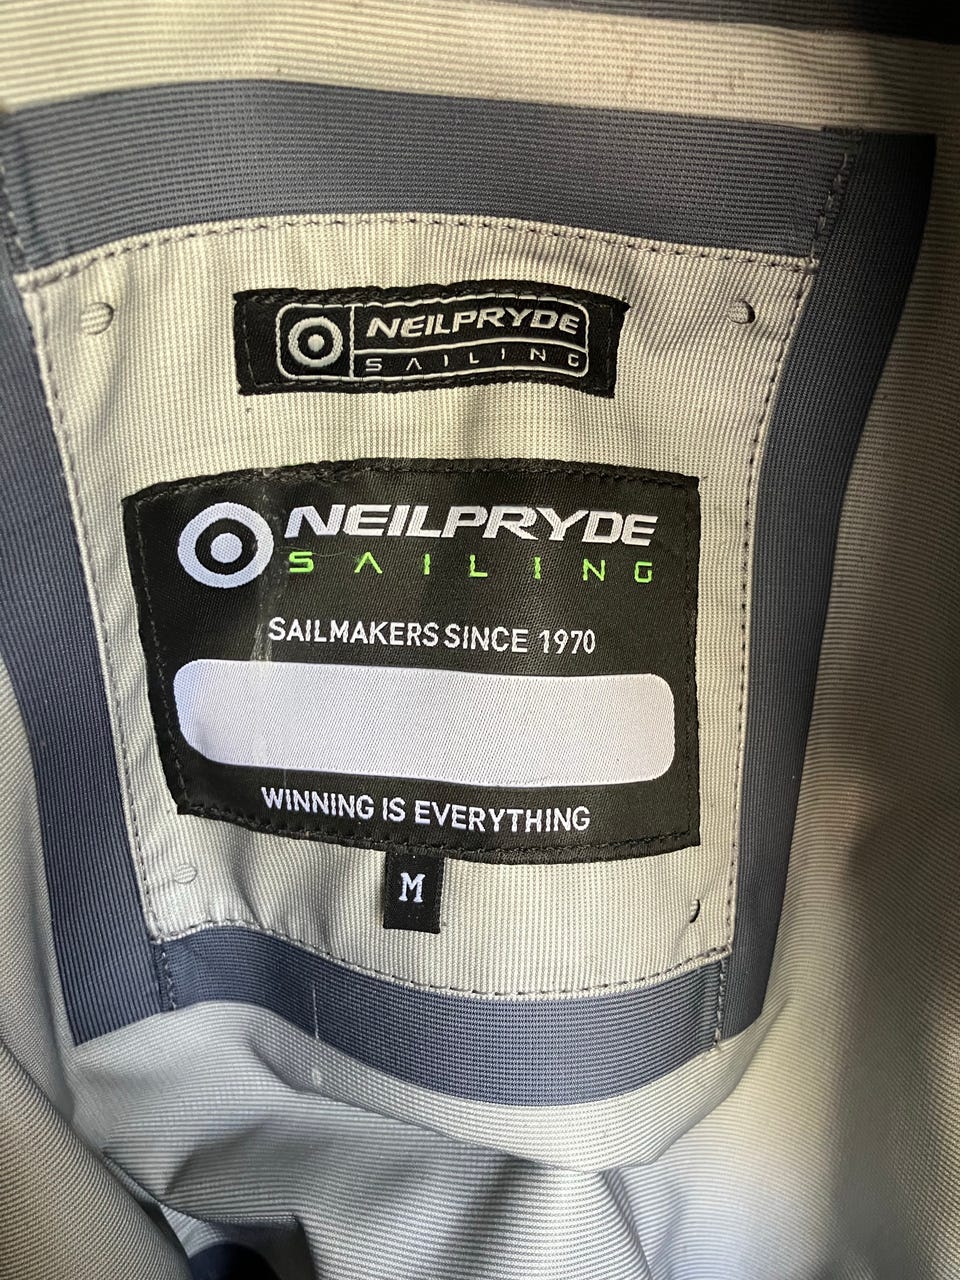 NEILPRYDE
SAILING
NEILPRYDE
SAILING
SAILMAKERS SINCE 1970
WINNING IS EVERYTHING
M